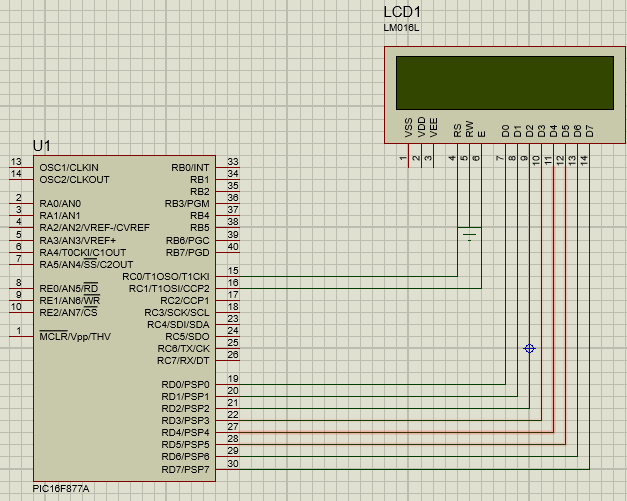 LCD1
LM016L
VSS
VDD
VEE
RS
RW
E
D0
D1
D2
D3
D4
D5
D6
D7
1
2
3
4
5
6
7
8
9
10
11
12
13
14
U1
13 OSC1/CLKIN RB0/INT 33
14 OSC2/CLKOUT RB1 34
RB2 35
2 RA0/AN0 RB3/PGM 36
3 RA1/AN1 RB4 37
4 RA2/AN2/VREF-/CVREF RB5 38
5 RA3/AN3/VREF+ RB6/PGC 39
6 RA4/T0CKI/C1OUT RB7/PGD 40
7 RA5/AN4/SS/C2OUT
RC0/T1OSO/T1CKI 15
8 RE0/AN5/RD RC1/T1OSI/CCP2 16
9 RE1/AN6/WR RC2/CCP1 17
10 RE2/AN7/CS RC3/SCK/SCL 18
RC4/SDI/SDA 23
1 MCLR/Vpp/THV RC5/SDO 24
RC6/TX/CK 25
RC7/RX/DT 26
RD0/PSP0 19
RD1/PSP1 20
RD2/PSP2 21
RD3/PSP3 22
RD4/PSP4 27
RD5/PSP5 28
RD6/PSP6 29
RD7/PSP7 30
PIC16F877A